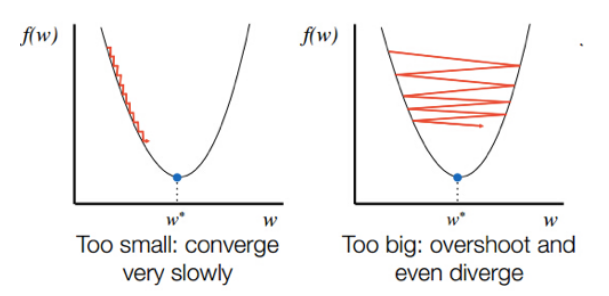 f(w)
w*
w
Too small: converge
very slowly
f(w)
w*
w
Too big: overshoot and
even diverge